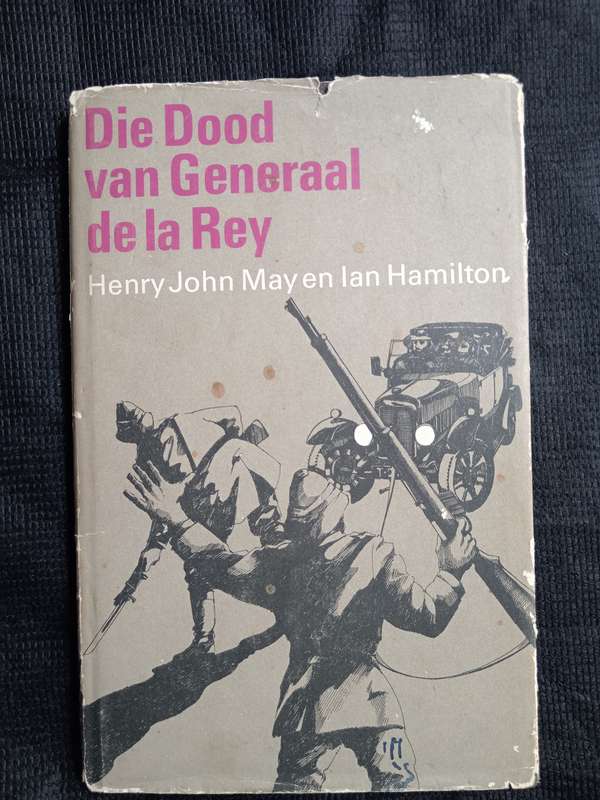 Die Dood
van Generaal
de la Rey
Henry John May en Ian Hamilton